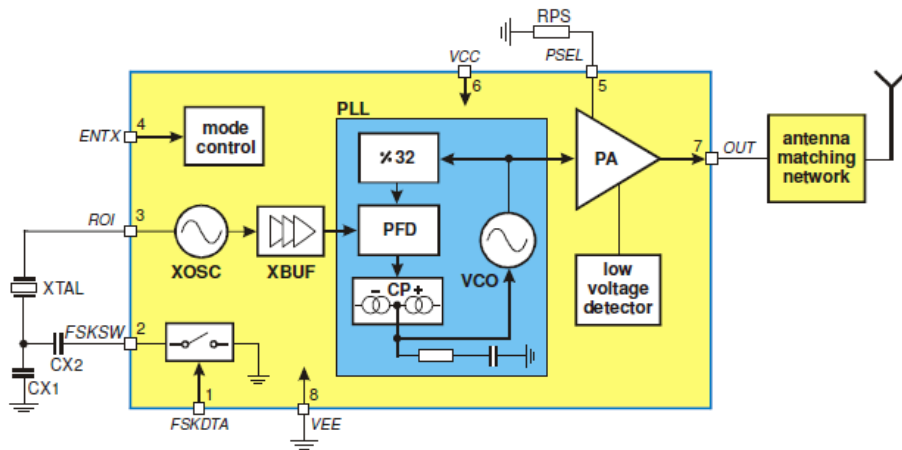 RPS
VCC
PSEL
6
5
PLL
ENTX
4
mode
control
⁒ 32
PA
7
OUT
antenna
matching
network
ROI
3
XOSC
XBUF
PFD
VCO
low
voltage
detector
XTAL
- CP +
FSKSW
2
CX2
CX1
1
FSKDTA
8
VEE